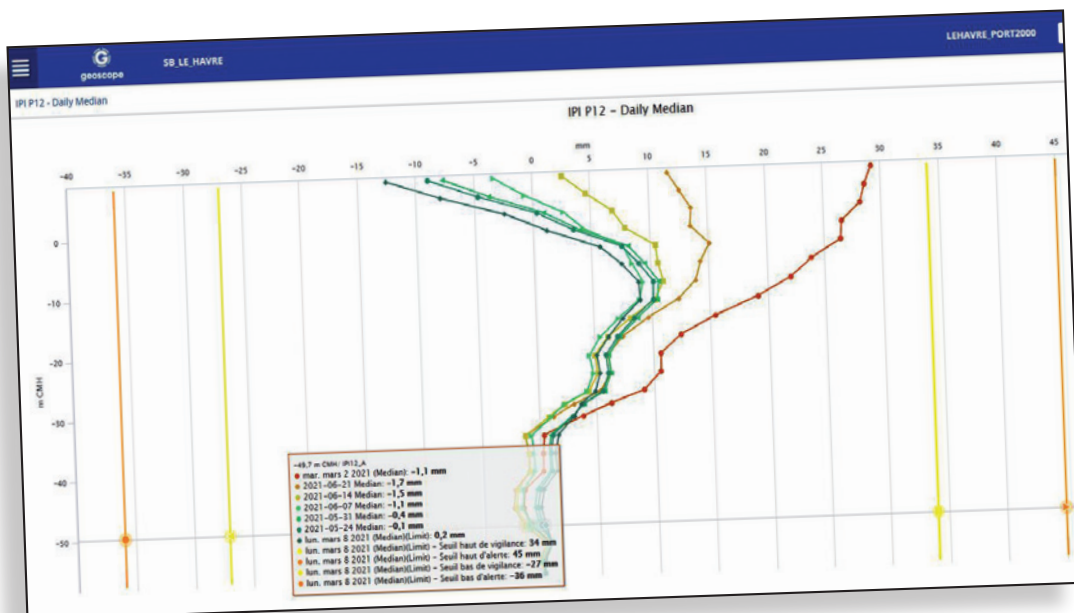 G
geoscope
SB_LE_HAVRE
LEHAVRE_PORT2000
IPI P12 - Daily Median
IPI P12 – Daily Median
mm
-40 -35 -30 -25 -20 -15 -10 -5 0 5 10 15 20 25 30 35 40 45
0
-10
-20
-30
-40
-50
m CMH
-49,7 m CMH/ IPI12_A
mar. mars 2 2021 (Median): -1,1 mm
2021-06-21 Median: -1,7 mm
2021-06-14 Median: -1,5 mm
2021-06-07 Median: -1,1 mm
2021-05-31 Median: -0,4 mm
2021-05-24 Median: -0,1 mm
lun. mars 8 2021 (Median)(Limit): 0,2 mm
lun. mars 8 2021 (Median)(Limit) – Seuil haut de vigilance: 34 mm
lun. mars 8 2021 (Median)(Limit) – Seuil haut d'alerte: 45 mm
lun. mars 8 2021 (Median)(Limit) – Seuil bas de vigilance: -27 mm
lun. mars 8 2021 (Median)(Limit) – Seuil bas d'alerte: -36 mm